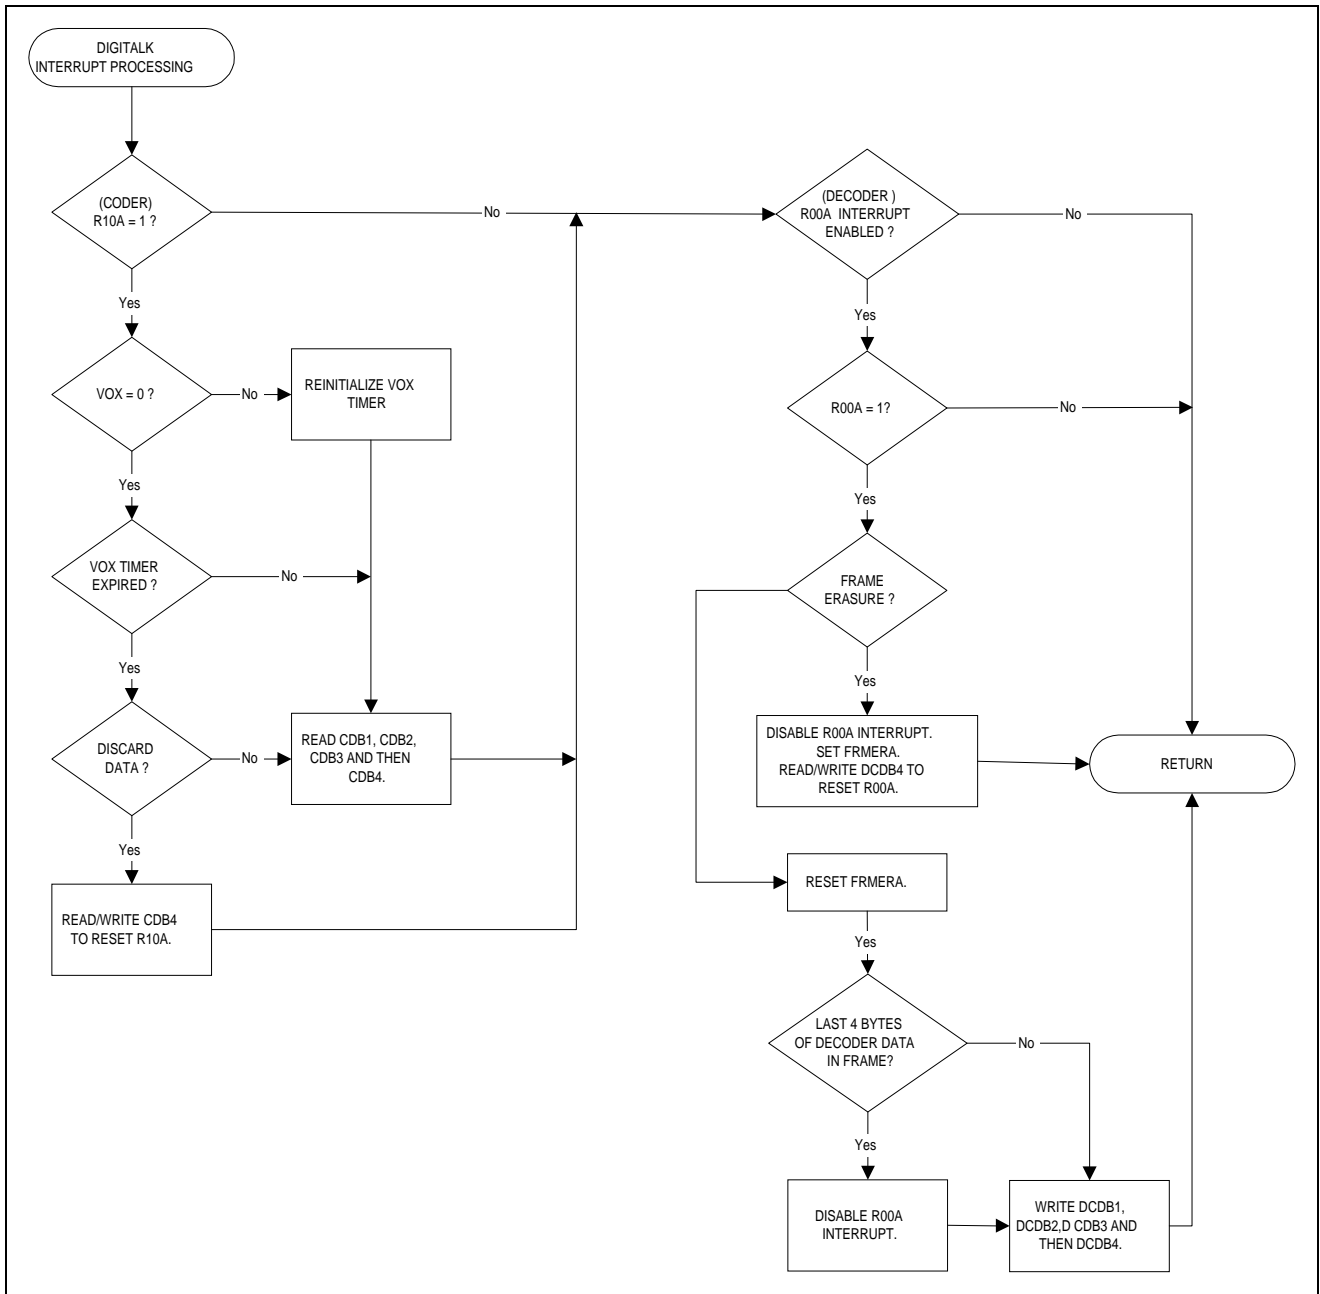 DIGITALK
INTERRUPT PROCESSING
(CODER)
R10A = 1 ?
No
Yes
VOX = 0 ?
No
REINITIALIZE VOX
TIMER
Yes
VOX TIMER
EXPIRED ?
No
Yes
DISCARD
DATA ?
No
READ CDB1, CDB2,
CDB3 AND THEN
CDB4.
Yes
READ/WRITE CDB4
TO RESET R10A.
(DECODER )
R00A INTERRUPT
ENABLED ?
No
Yes
R00A = 1?
No
Yes
FRAME
ERASURE ?
Yes
DISABLE R00A INTERRUPT.
SET FRMERA.
READ/WRITE DCDB4 TO
RESET R00A.
RETURN
RESET FRMERA.
Yes
LAST 4 BYTES
OF DECODER DATA
IN FRAME?
No
Yes
DISABLE R00A
INTERRUPT.
WRITE DCDB1,
DCDB2,D CDB3 AND
THEN DCDB4.